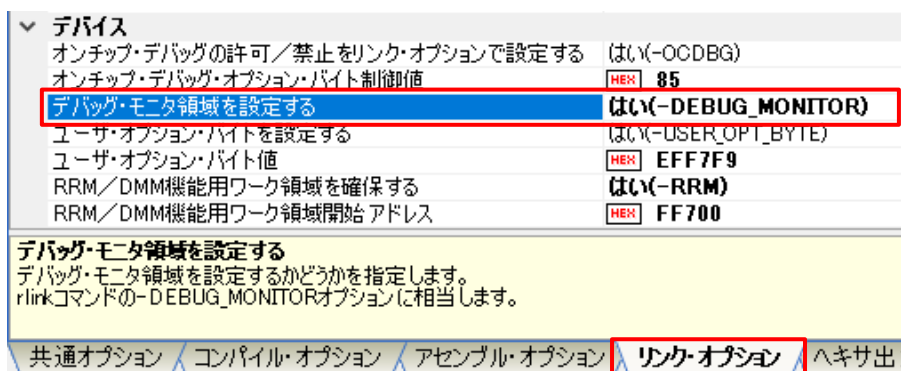 デバイス
オンチップ・デバッグの許可／禁止をリンク・オプションで設定する はい(-OCDBG)
オンチップ・デバッグ・オプション・バイト制御値 HEX 85
デバッグ・モニタ領域を設定する はい(-DEBUG_MONITOR)
ユーザ・オプション・バイトを設定する はい(-USER_OPT_BYTE)
ユーザ・オプション・バイト値 HEX EFF7F9
RRM／DMM機能用ワーク領域を確保する はい(-RRM)
RRM／DMM機能用ワーク領域開始アドレス HEX FF700
デバッグ・モニタ領域を設定する
デバッグ・モニタ領域を設定するかどうかを指定します。
rlinkコマンドの-DEBUG_MONITORオプションに相当します。
共通オプション コンパイル・オプション アセンブル・オプション リンク・オプション ヘキサ出